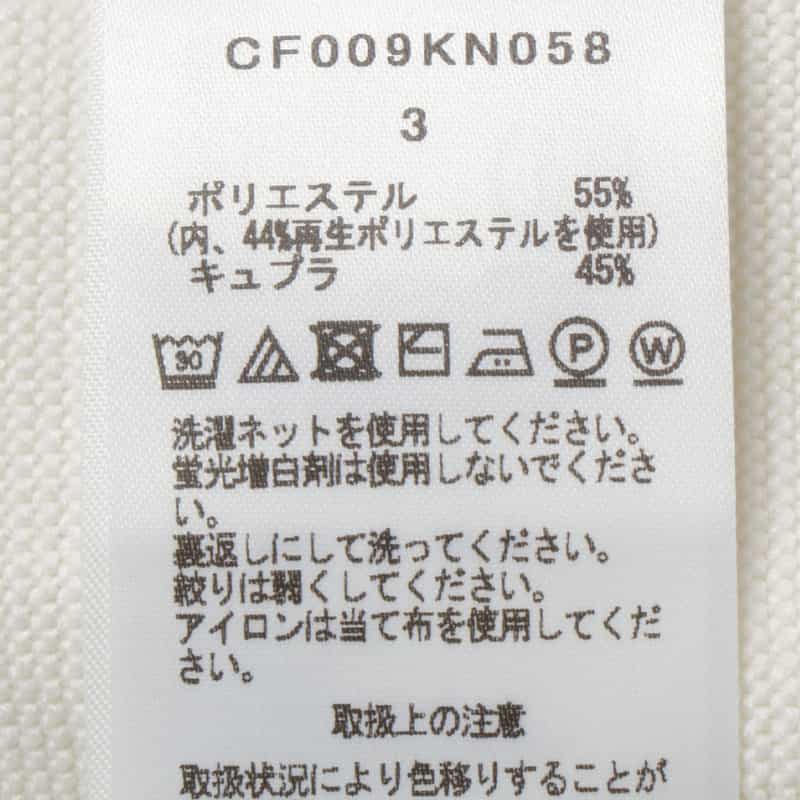 CF009KN058
3
ポリエステル 55%
(内、44%再生ポリエステルを使用)
キュプラ 45%
30 P W
洗濯ネットを使用してください。
蛍光増白剤は使用しないでくださ
い。
裏返しにして洗ってください。
絞りは弱くしてください。
アイロンは当て布を使用してくだ
さい。
取扱上の注意
取扱状況により色移りすることが